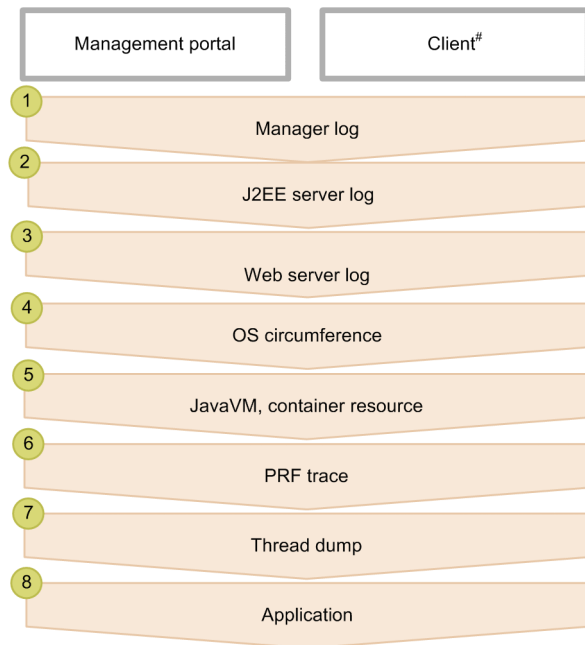 Management portal
Client#
1
Manager log
2
J2EE server log
3
Web server log
4
OS circumference
5
JavaVM, container resource
6
PRF trace
7
Thread dump
8
Application